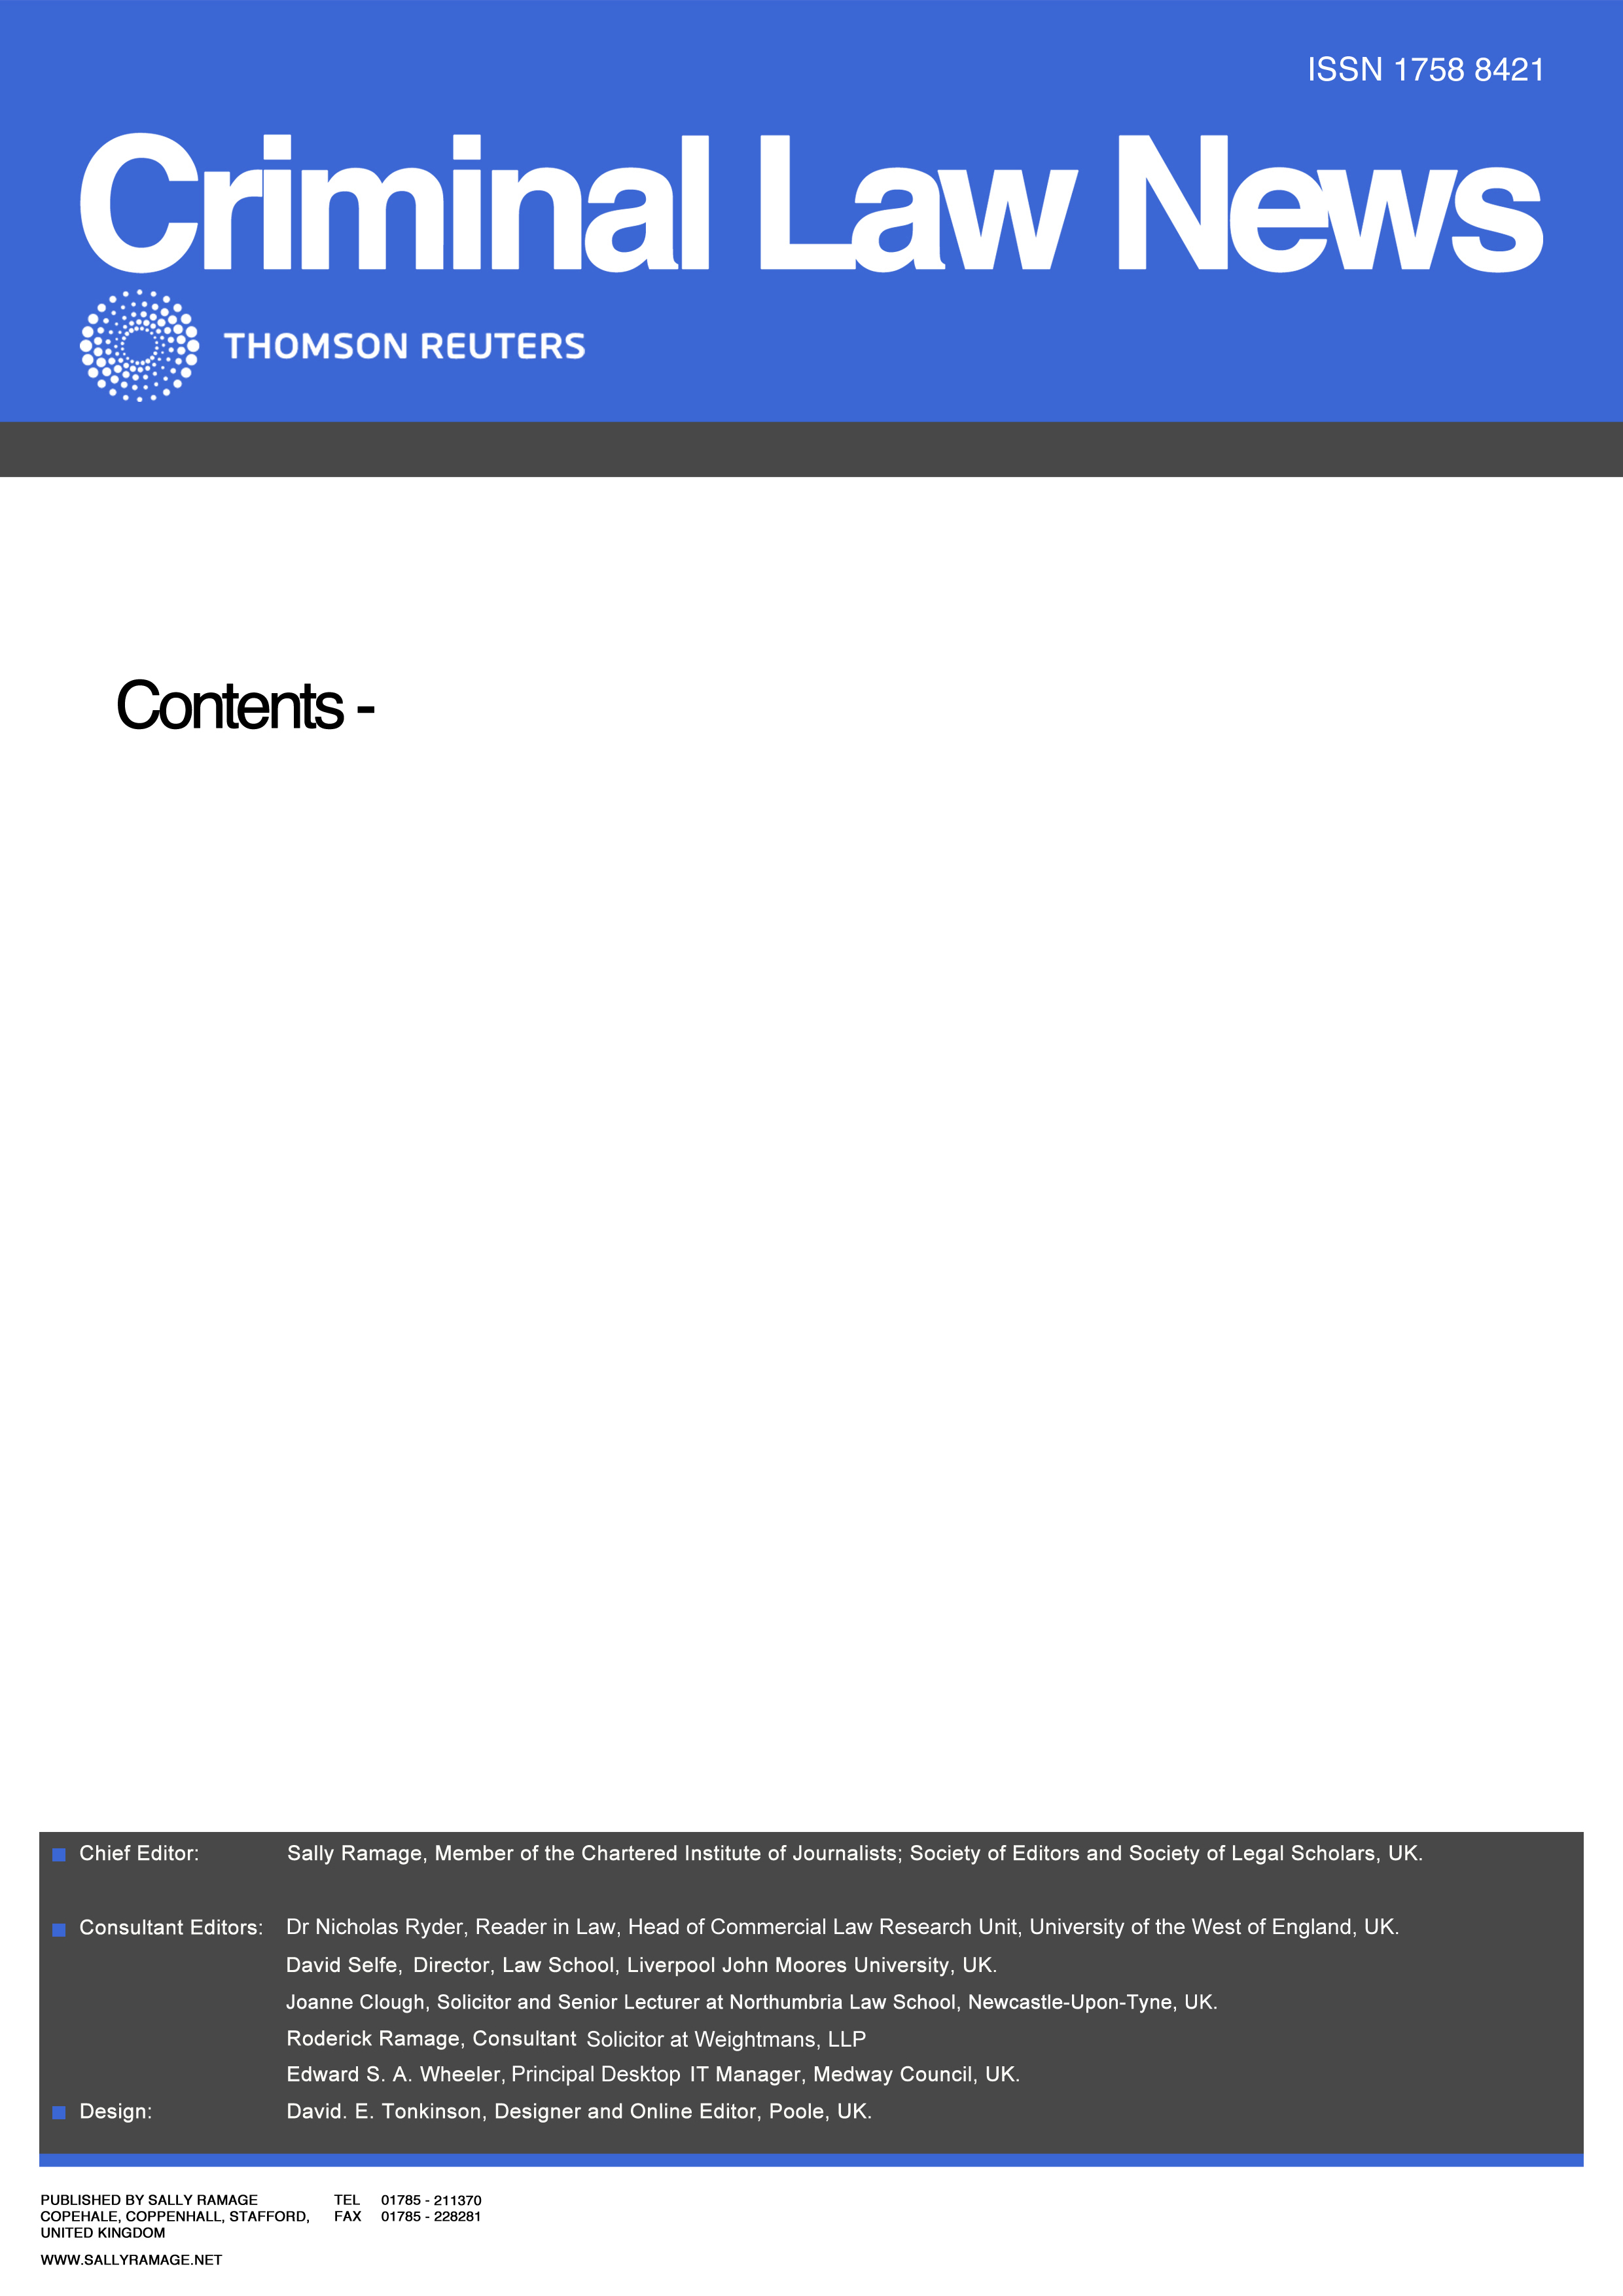 ISSN 1758 8421
Criminal Law News
THOMSON REUTERS
Contents -
Chief Editor: Sally Ramage, Member of the Chartered Institute of Journalists; Society of Editors and Society of Legal Scholars, UK.
Consultant Editors: Dr Nicholas Ryder, Reader in Law, Head of Commercial Law Research Unit, University of the West of England, UK.
David Selfe, Director, Law School, Liverpool John Moores University, UK.
Joanne Clough, Solicitor and Senior Lecturer at Northumbria Law School, Newcastle-Upon-Tyne, UK.
Roderick Ramage, Consultant Solicitor at Weightmans, LLP
Edward S. A. Wheeler, Principal Desktop IT Manager, Medway Council, UK.
Design: David. E. Tonkinson, Designer and Online Editor, Poole, UK.
PUBLISHED BY SALLY RAMAGE TEL 01785 - 211370
COPEHALE, COPPENHALL, STAFFORD, FAX 01785 - 228281
UNITED KINGDOM
WWW.SALLYRAMAGE.NET